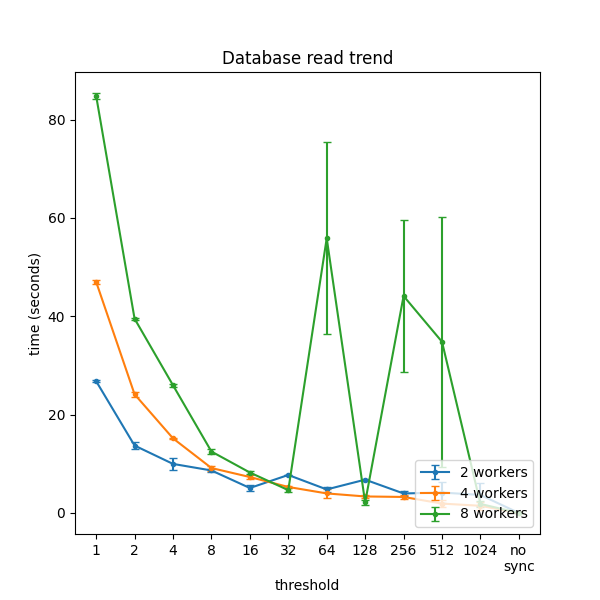 Database read trend
time (seconds)
80
60
40
20
0
2 workers
4 workers
8 workers
1 2 4 8 16 32 64 128 256 512 1024 no
sync
threshold